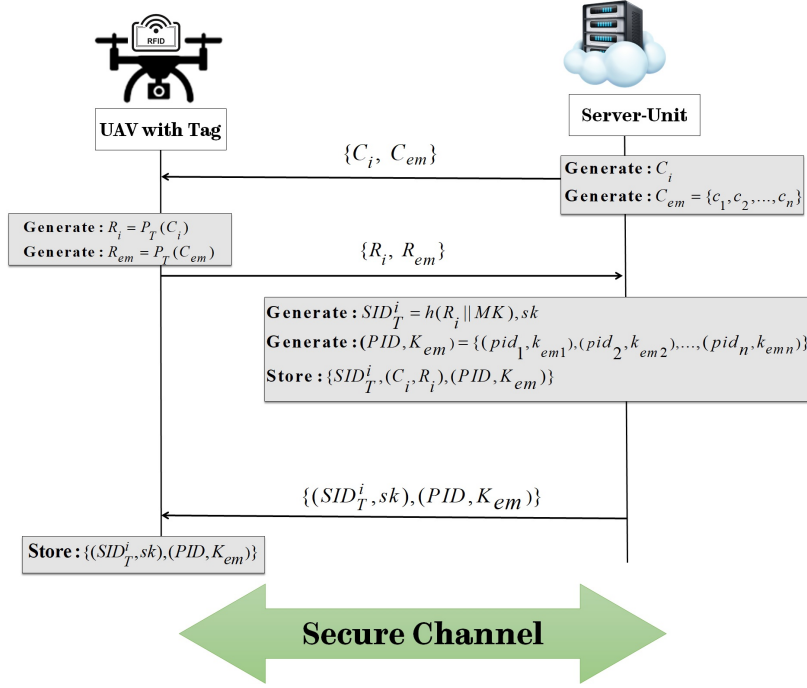 RFID
UAV with Tag
Server-Unit
{C_i, C_em}
Generate: C_i
Generate: C_em = {c_1, c_2, ..., c_n}
Generate: R_i = P_T(C_i)
Generate: R_em = P_T(C_em)
{R_i, R_em}
Generate: SID_T^i = h(R_i || MK), sk
Generate: (PID, K_em) = {(pid_1, k_em1), (pid_2, k_em2), ..., (pid_n, k_emn)}
Store: {SID_T^i, (C_i, R_i), (PID, K_em)}
{(SID_T^i, sk), (PID, K_em)}
Store: {(SID_T^i, sk), (PID, K_em)}
Secure Channel